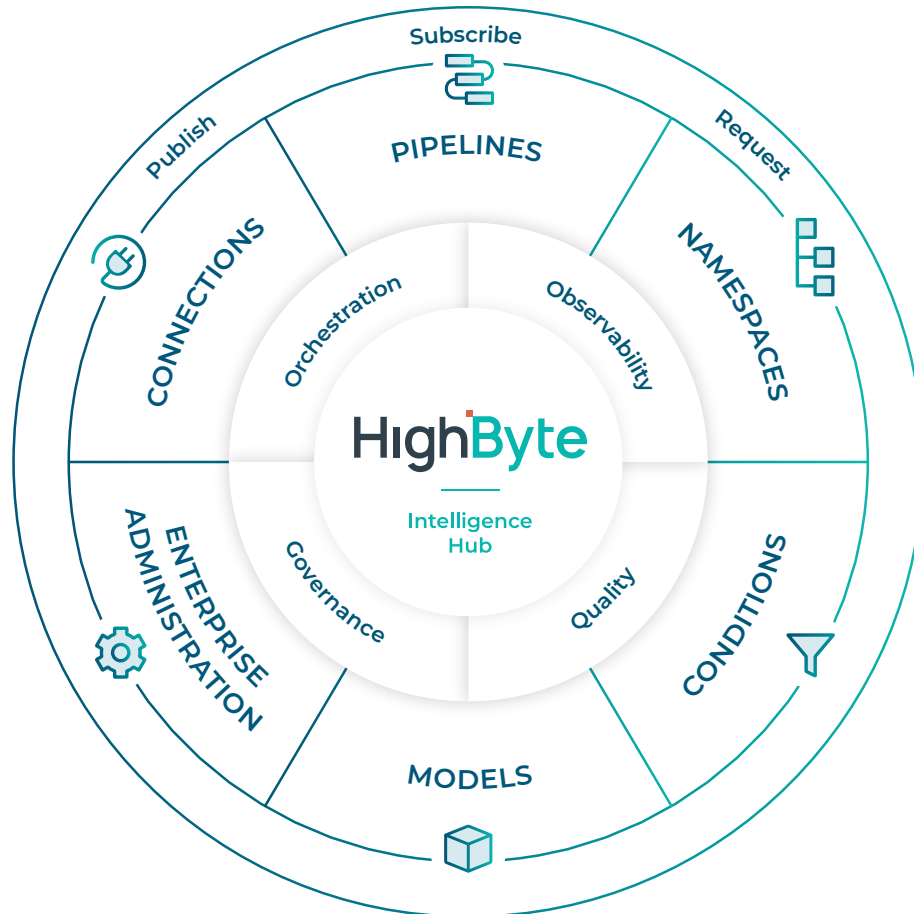 Subscribe
Publish
Request
PIPELINES
CONNECTIONS
NAMESPACES
Orchestration
Observability
HighByte
Intelligence
Hub
Governance
Quality
ENTERPRISE
ADMINISTRATION
CONDITIONS
MODELS